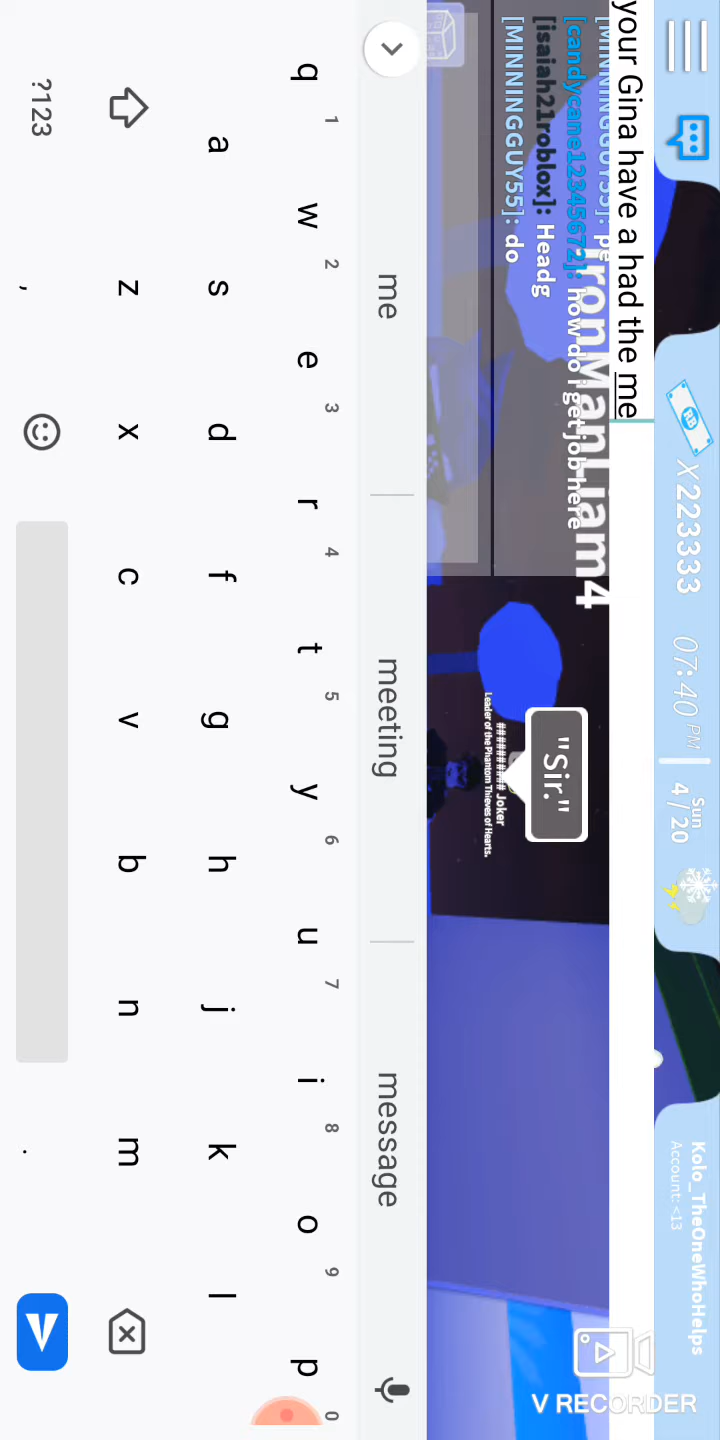 X223333
07:40 PM
Sun
4/20
Kolo_TheOneWhoHelps
Account: <13
your Gina have a had the me
[MINNINGGUY55]: pe
[candycane12345672]: how do i get job here
[isaiah21roblox]: Headg
[MINNINGGUY55]: do
IronManLiam4
"Sir."
########## Joker
Leader of the Phantom Thieves of Hearts.
V RECORDER
me meeting message
q 1 w 2 e 3 r 4 t 5 y 6 u 7 i 8 o 9 p 0
a s d f g h j k l
z x c v b n m
?123 , .